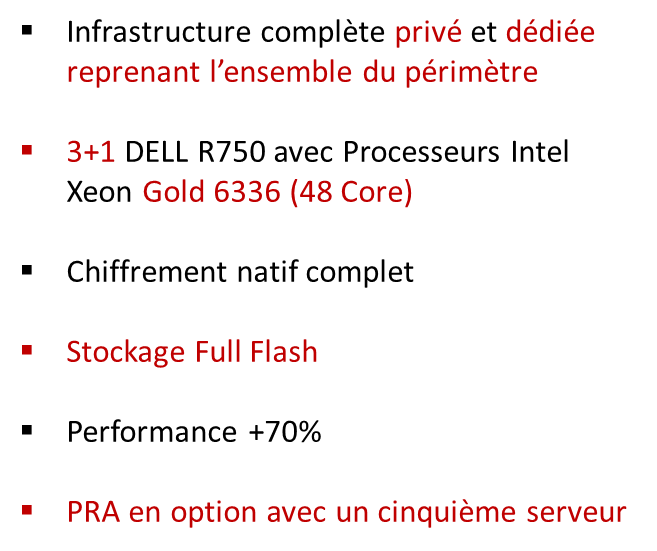 ▪ Infrastructure complète privé et dédiée
reprenant l’ensemble du périmètre
▪ 3+1 DELL R750 avec Processeurs Intel
Xeon Gold 6336 (48 Core)
▪ Chiffrement natif complet
▪ Stockage Full Flash
▪ Performance +70%
▪ PRA en option avec un cinquième serveur